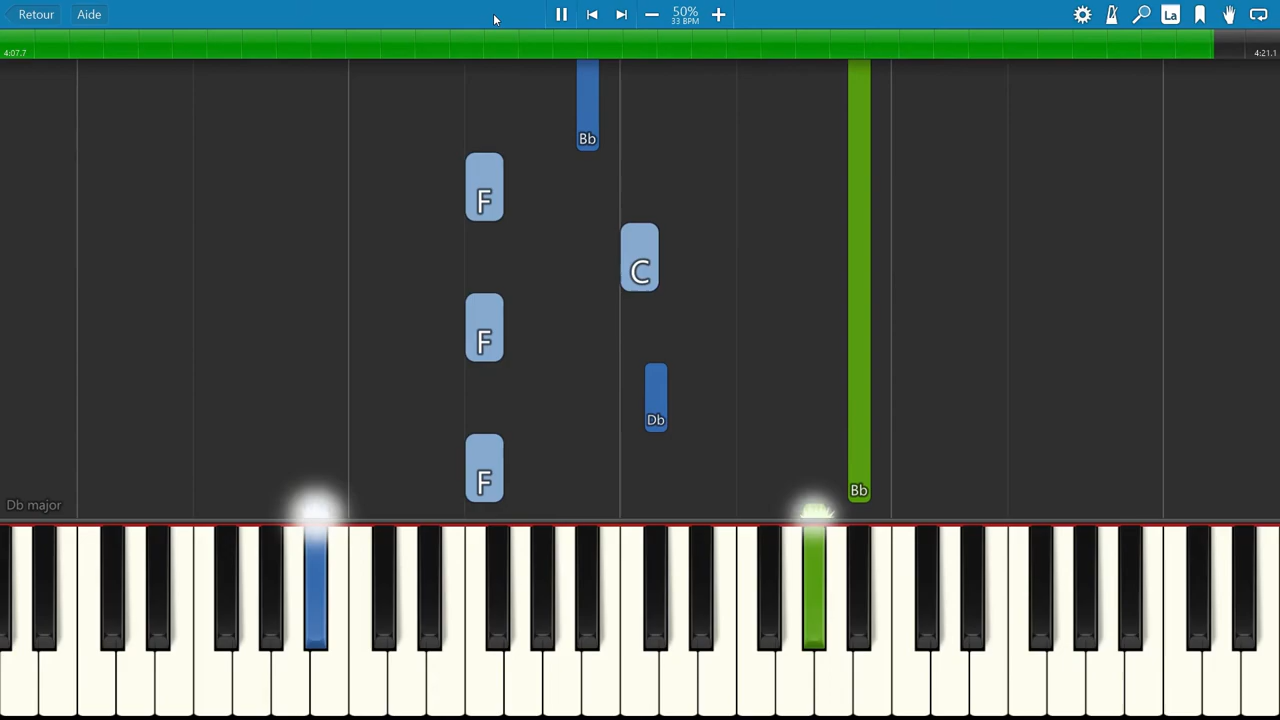 Retour Aide 50% La
33 BPM
4:07.7 4:21.1
Bb
F
C
F
Db
F
Bb
Db major